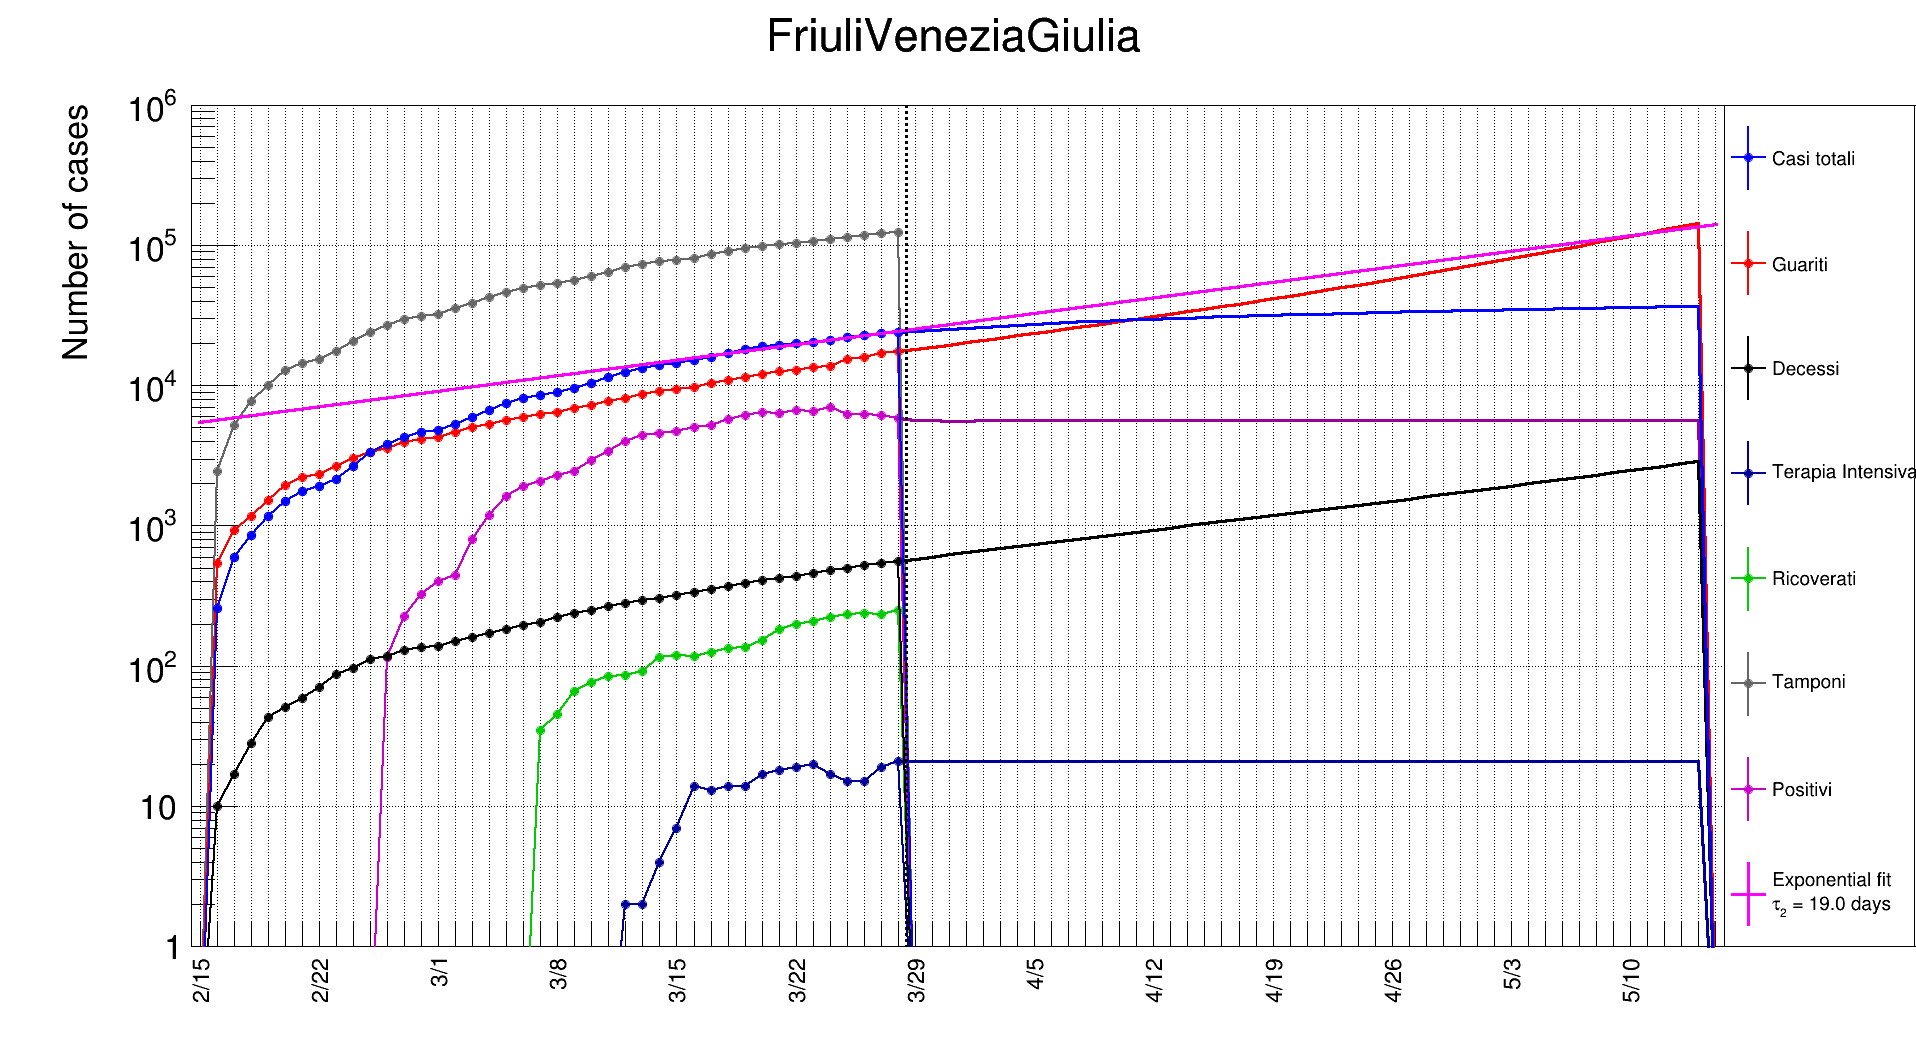 FriuliVeneziaGiulia
Number of cases
10^6
10^5
10^4
10^3
10^2
10
1
2/15
2/22
3/1
3/8
3/15
3/22
3/29
4/5
4/12
4/19
4/26
5/3
5/10
Casi totali
Guariti
Decessi
Terapia Intensiva
Ricoverati
Tamponi
Positivi
Exponential fit
τ₂ = 19.0 days